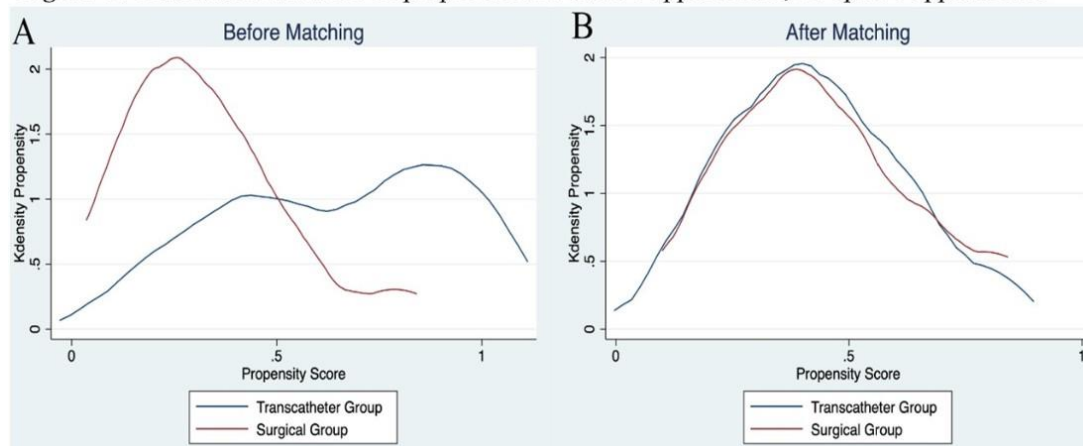 A
Before Matching
Kdensity Propensity
2
1.5
1
.5
0
0
.5
1
Propensity Score
Transcatheter Group
Surgical Group
B
After Matching
Kdensity Propensity
2
1.5
1
.5
0
0
.5
1
Propensity Score
Transcatheter Group
Surgical Group